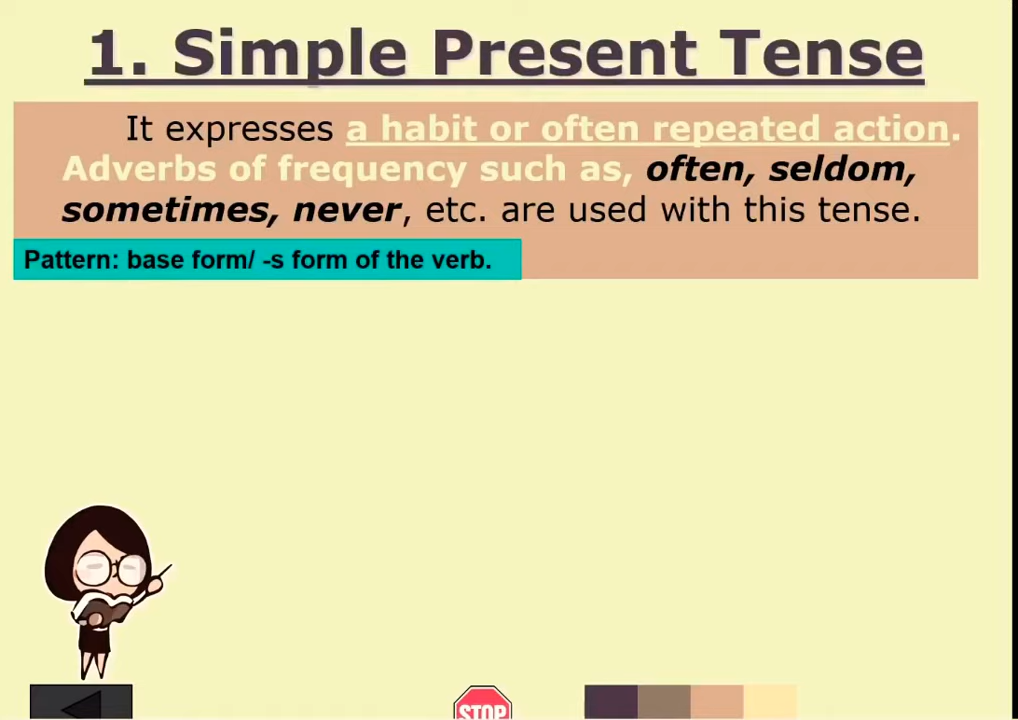 1. Simple Present Tense
It expresses a habit or often repeated action.
Adverbs of frequency such as, often, seldom,
sometimes, never, etc. are used with this tense.
Pattern: base form/ -s form of the verb.
STOP